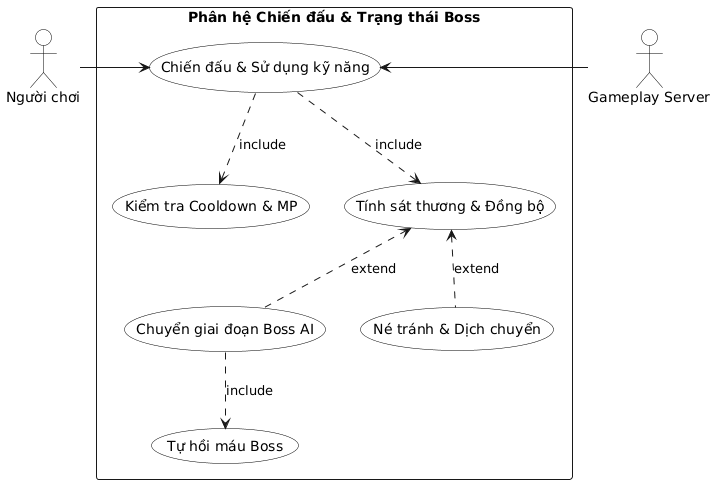 Phân hệ Chiến đấu & Trạng thái Boss
Người chơi
Chiến đấu & Sử dụng kỹ năng
Gameplay Server
include
include
Kiểm tra Cooldown & MP
Tính sát thương & Đồng bộ
extend
extend
Chuyển giai đoạn Boss AI
Né tránh & Dịch chuyển
include
Tự hồi máu Boss